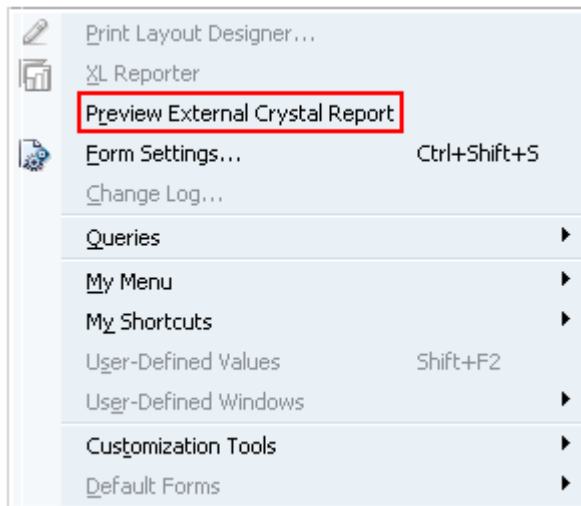 Print Layout Designer...
XL Reporter
Preview External Crystal Report
Form Settings... Ctrl+Shift+S
Change Log...
Queries
My Menu
My Shortcuts
User-Defined Values Shift+F2
User-Defined Windows
Customization Tools
Default Forms